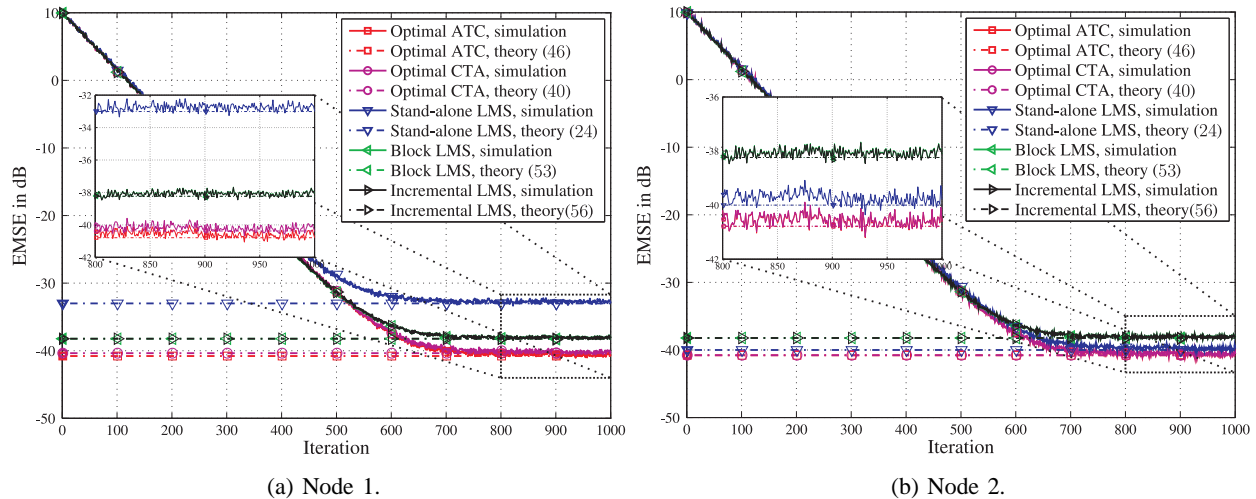 10
0
-10
-20
-30
-40
-50
EMSE in dB
0 100 200 300 400 500 600 700 800 900 1000
Iteration
Optimal ATC, simulation
Optimal ATC, theory (46)
Optimal CTA, simulation
Optimal CTA, theory (40)
Stand-alone LMS, simulation
Stand-alone LMS, theory (24)
Block LMS, simulation
Block LMS, theory (53)
Incremental LMS, simulation
Incremental LMS, theory(56)
-32
-34
-36
-38
-40
-42
800 850 900 950
(a) Node 1.
10
0
-10
-20
-30
-40
-50
EMSE in dB
0 100 200 300 400 500 600 700 800 900 1000
Iteration
Optimal ATC, simulation
Optimal ATC, theory (46)
Optimal CTA, simulation
Optimal CTA, theory (40)
Stand-alone LMS, simulation
Stand-alone LMS, theory (24)
Block LMS, simulation
Block LMS, theory (53)
Incremental LMS, simulation
Incremental LMS, theory(56)
-36
-38
-40
-42
800 850 900 950
(b) Node 2.